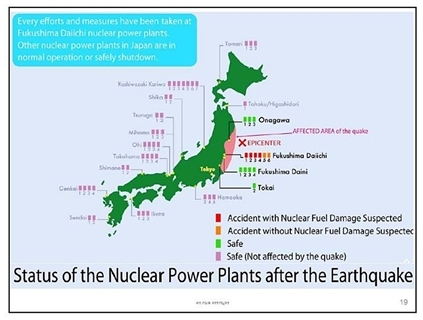 Every efforts and measures have been taken at
Fukushima Daiichi nuclear power plants.
Other nuclear power plants in Japan are in
normal operation or safely shutdown.
Tomari
1 2 3
Kashiwazaki Kariwa
1 2 3 4 5 6 7
Shika
1 2
Tohoku/Higashidori
1
Tsuruga
1 2
Onagawa
1 2 3
AFFECTED AREA of the quake
Mihama
1 2 3
EPICENTER
Ohi
1 2 3 4
Fukushima Daiichi
1 2 3 4 5 6
Takahama
1 2 3 4
Fukushima Daini
1 2 3 4
Shimane
1 2
Tokyo
Tokai
2
Genkai
1 2 3 4
Hamaoka
3 4 5
Ikata
1 2 3
Sendai
1 2
Accident with Nuclear Fuel Damage Suspected
Accident without Nuclear Fuel Damage Suspected
Safe
Safe (Not affected by the quake)
Status of the Nuclear Power Plants after the Earthquake
19